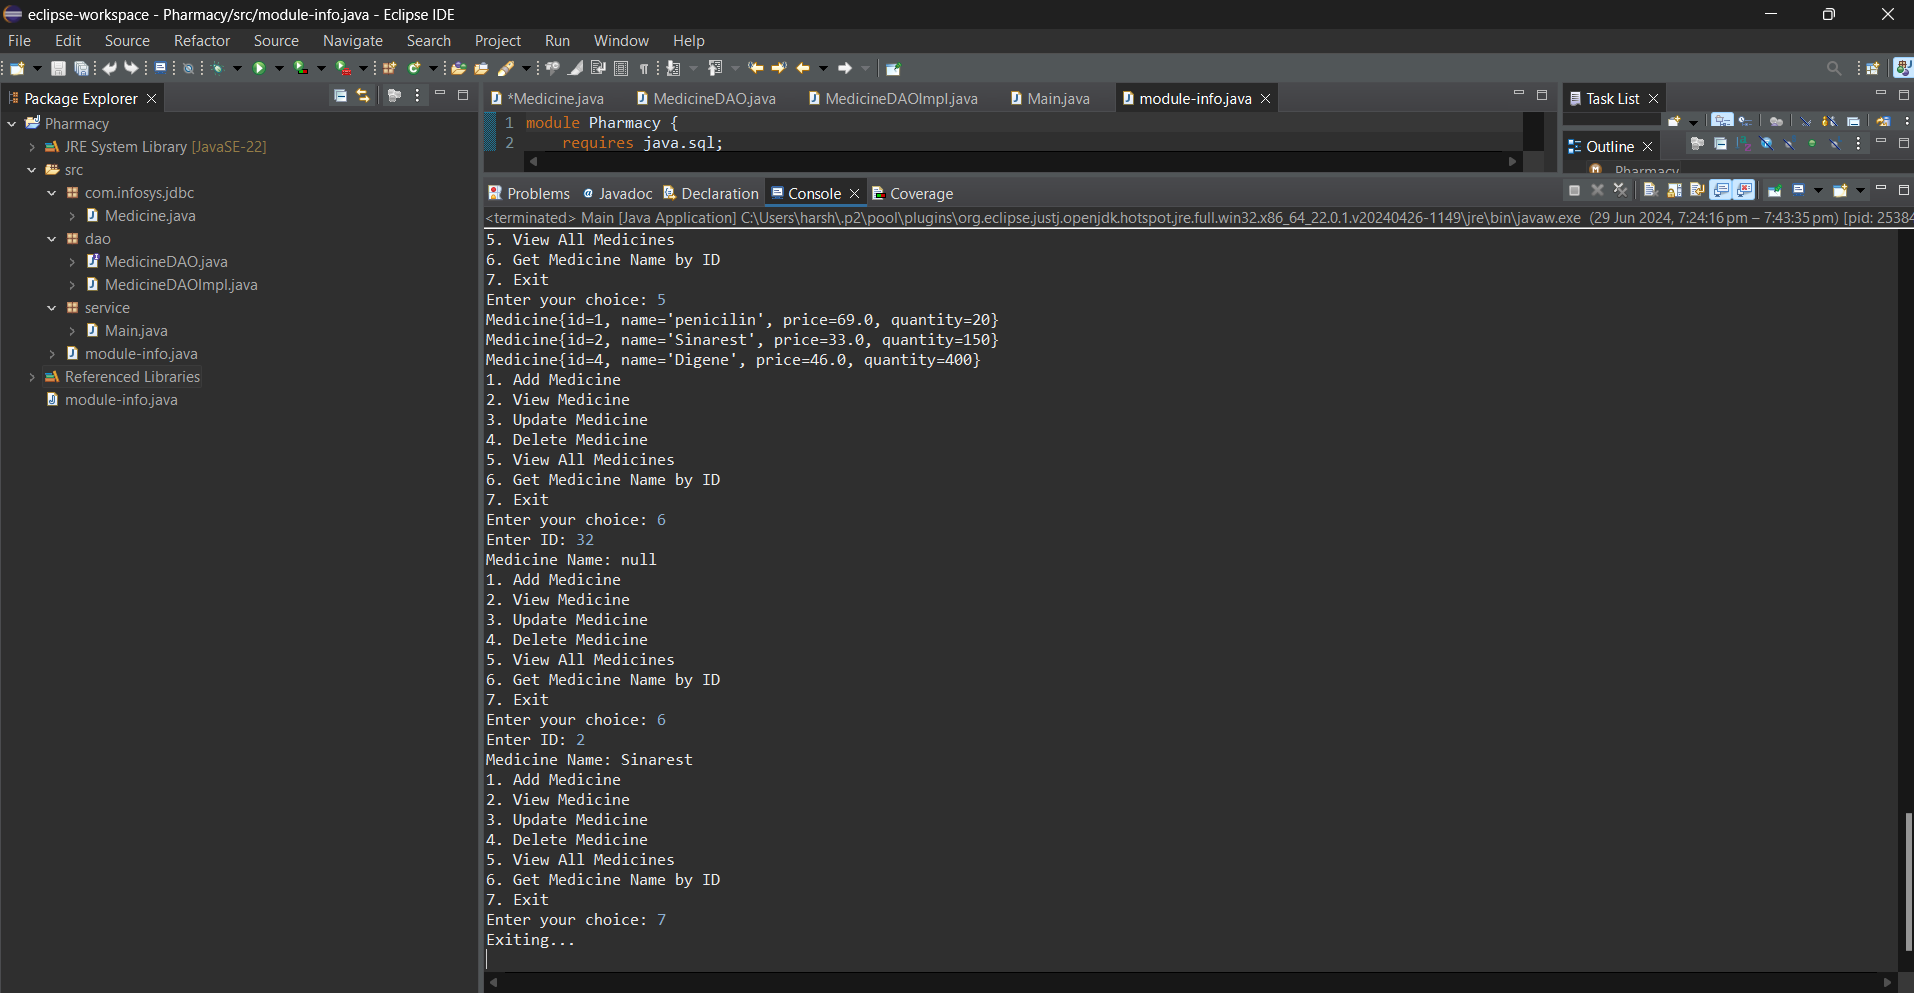 eclipse-workspace - Pharmacy/src/module-info.java - Eclipse IDE
File Edit Source Refactor Source Navigate Search Project Run Window Help
Package Explorer
Pharmacy
JRE System Library [JavaSE-22]
src
com.infosys.jdbc
Medicine.java
dao
MedicineDAO.java
MedicineDAOImpl.java
service
Main.java
module-info.java
Referenced Libraries
module-info.java
*Medicine.java MedicineDAO.java MedicineDAOImpl.java Main.java module-info.java
1 module Pharmacy {
2 requires java.sql;
Task List
Outline
Pharmacy
Problems Javadoc Declaration Console Coverage
<terminated> Main [Java Application] C:\Users\harsh\.p2\pool\plugins\org.eclipse.justj.openjdk.hotspot.jre.full.win32.x86_64_22.0.1.v20240426-1149\jre\bin\javaw.exe (29 Jun 2024, 7:24:16 pm – 7:43:35 pm) [pid: 25384
5. View All Medicines
6. Get Medicine Name by ID
7. Exit
Enter your choice: 5
Medicine{id=1, name='penicilin', price=69.0, quantity=20}
Medicine{id=2, name='Sinarest', price=33.0, quantity=150}
Medicine{id=4, name='Digene', price=46.0, quantity=400}
1. Add Medicine
2. View Medicine
3. Update Medicine
4. Delete Medicine
5. View All Medicines
6. Get Medicine Name by ID
7. Exit
Enter your choice: 6
Enter ID: 32
Medicine Name: null
1. Add Medicine
2. View Medicine
3. Update Medicine
4. Delete Medicine
5. View All Medicines
6. Get Medicine Name by ID
7. Exit
Enter your choice: 6
Enter ID: 2
Medicine Name: Sinarest
1. Add Medicine
2. View Medicine
3. Update Medicine
4. Delete Medicine
5. View All Medicines
6. Get Medicine Name by ID
7. Exit
Enter your choice: 7
Exiting...